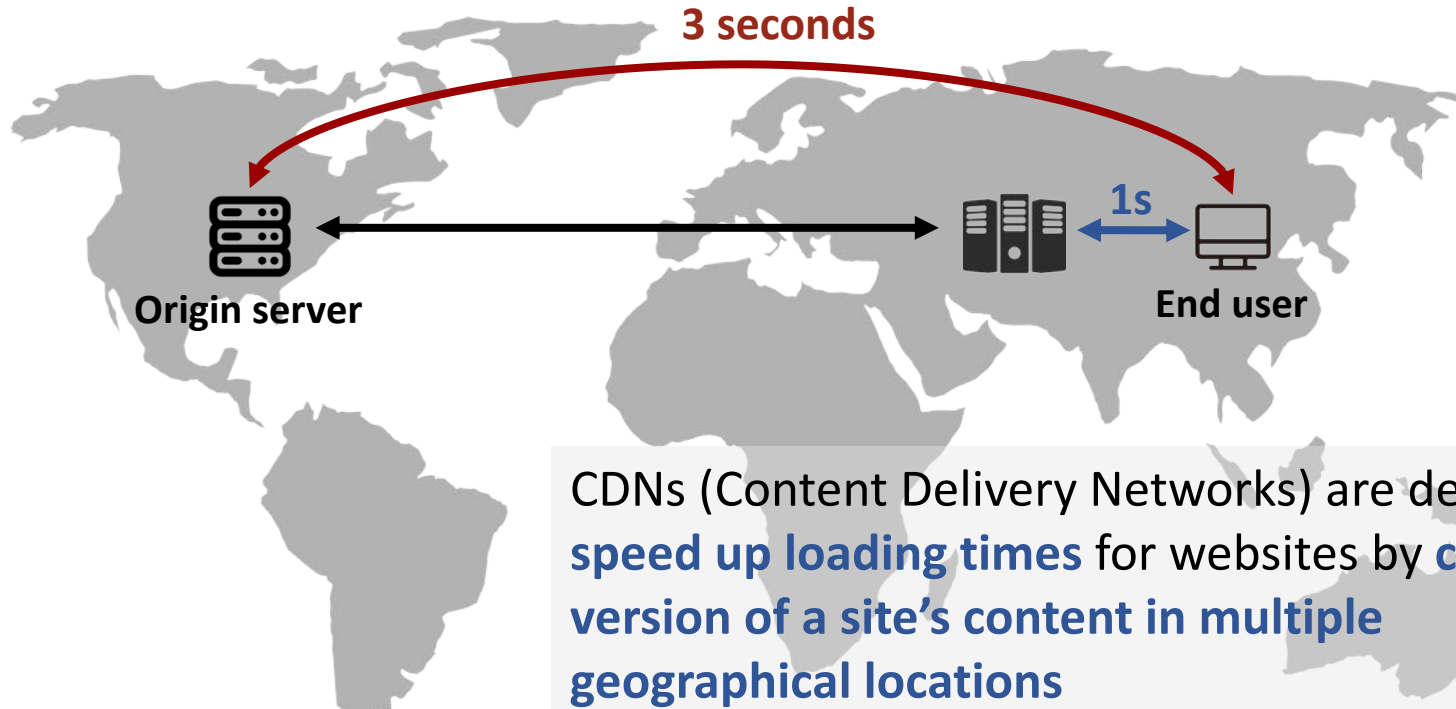 3 seconds
1s
Origin server
End user
CDNs (Content Delivery Networks) are
speed up loading times for websites by
version of a site's content in multiple
geographical locations